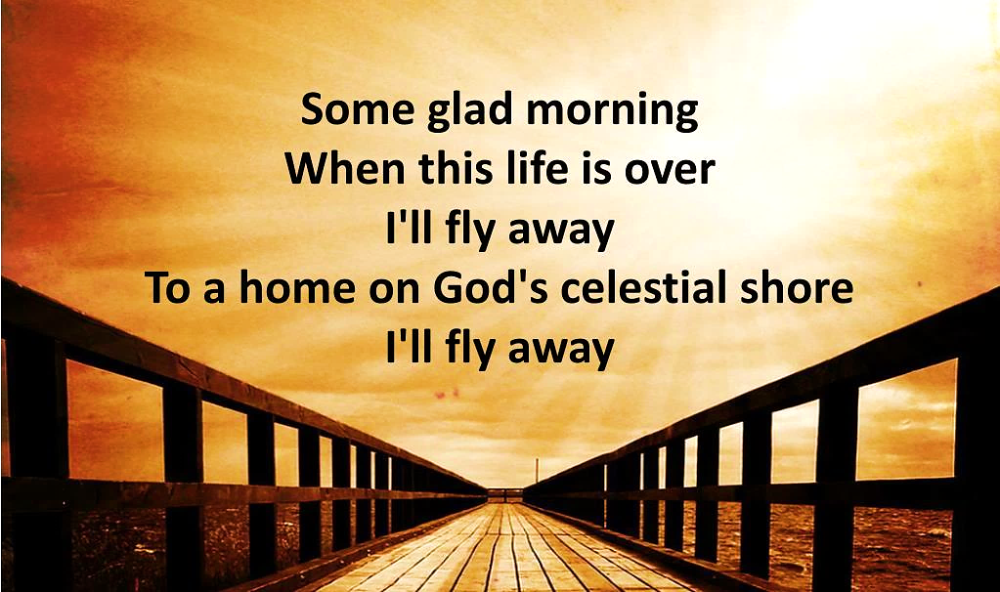 Some glad morning
When this life is over
I'll fly away
To a home on God's celestial shore
I'll fly away